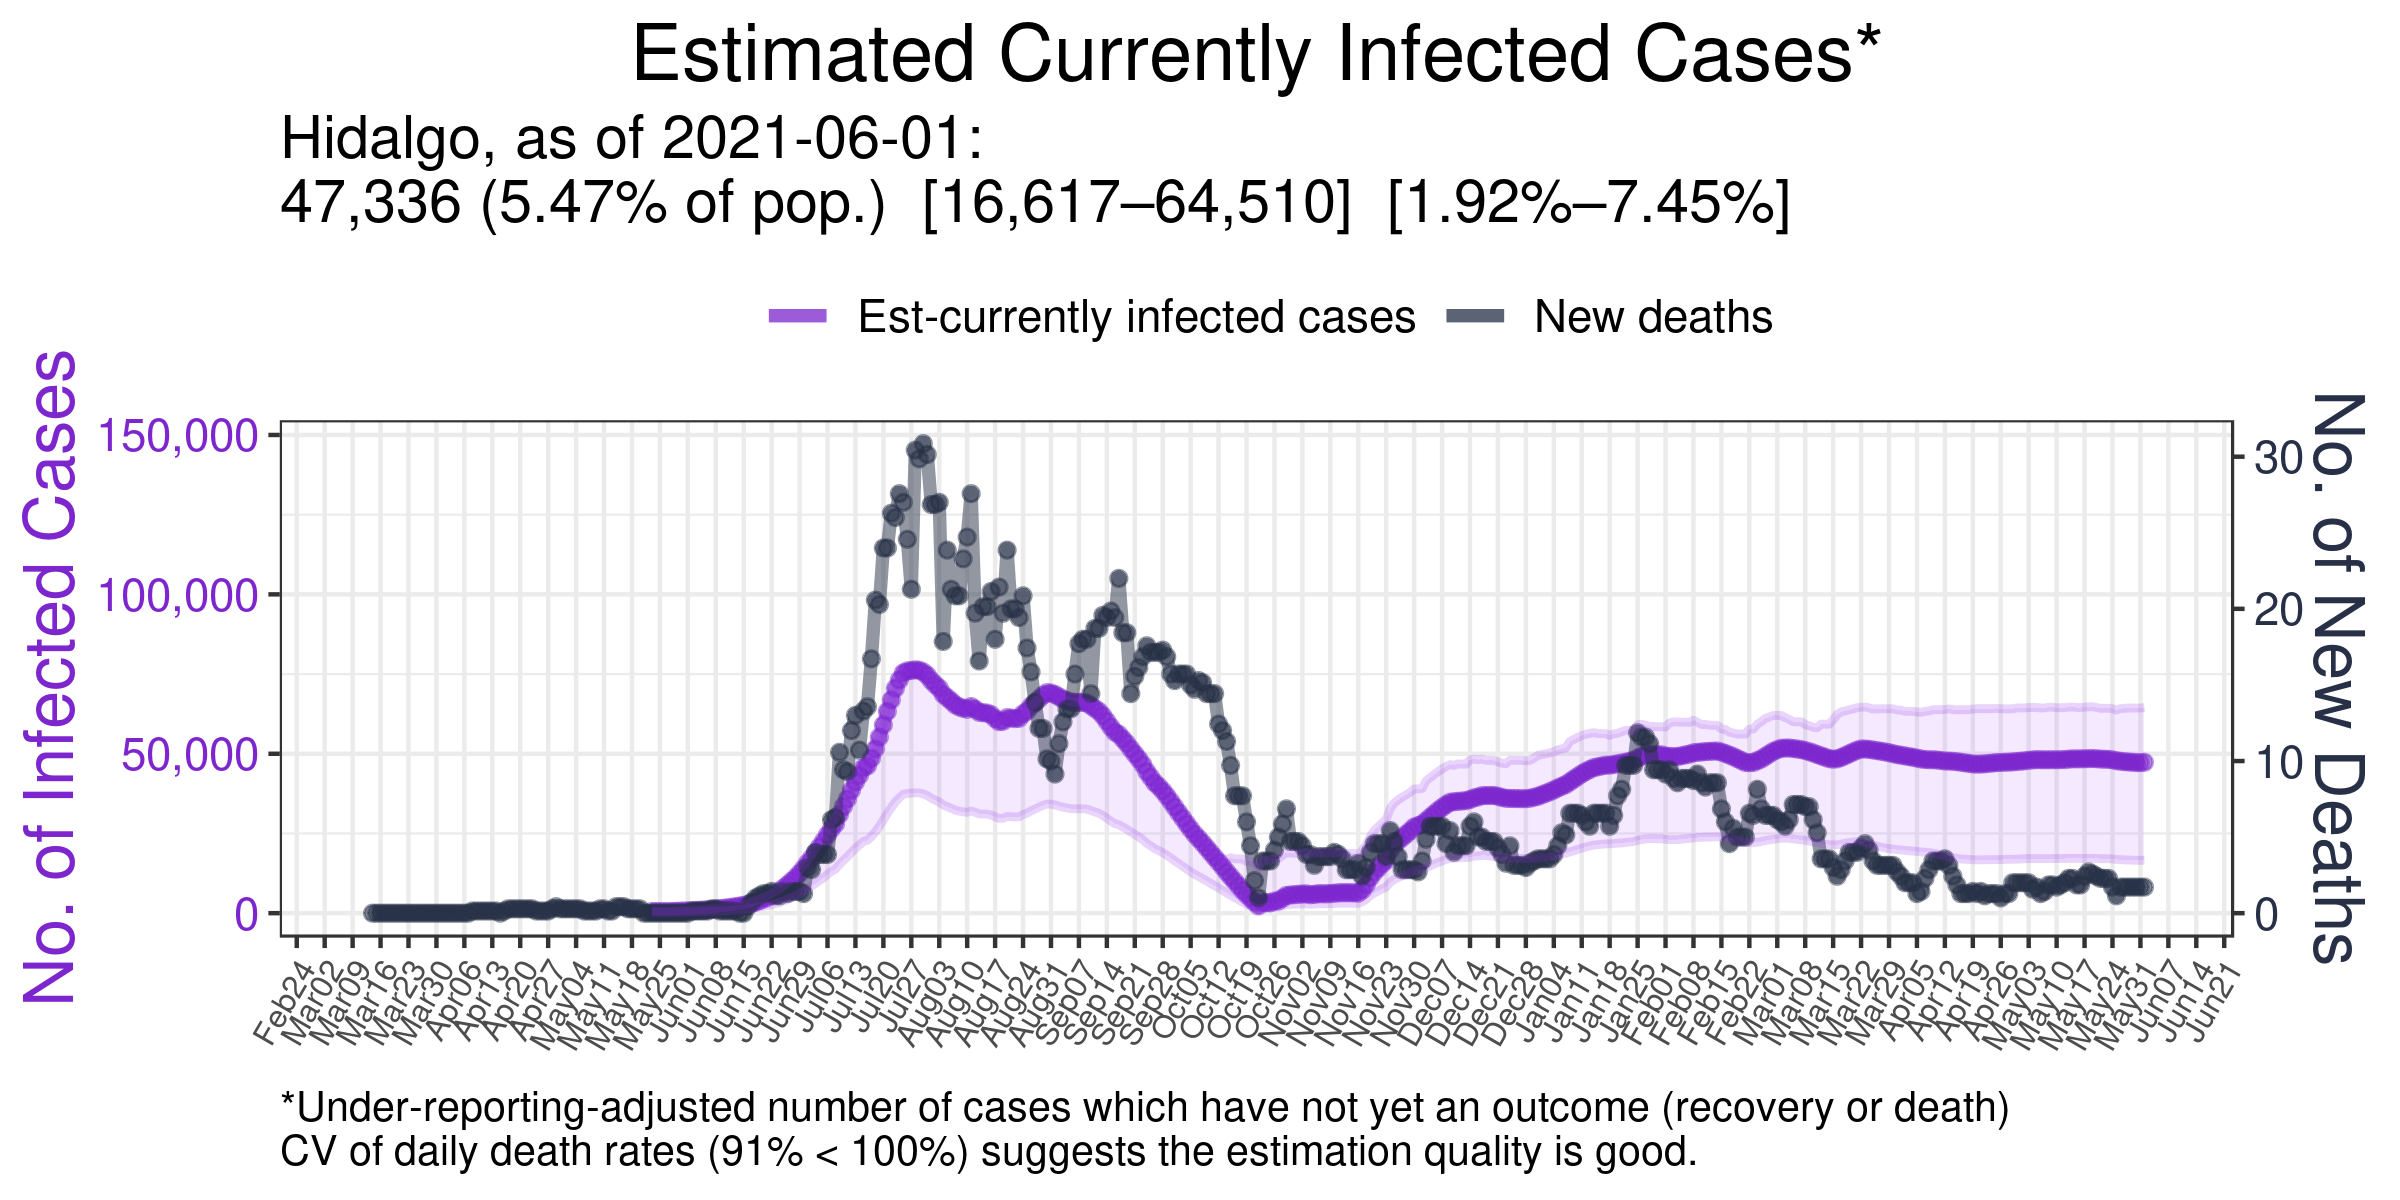 Estimated Currently Infected Cases*
Hidalgo, as of 2021-06-01:
47,336 (5.47% of pop.) [16,617–64,510] [1.92%–7.45%]
Est-currently infected cases New deaths
No. of Infected Cases
150,000
100,000
50,000
0
No. of New Deaths
30
20
10
0
Feb24 Mar02 Mar09 Mar16 Mar23 Mar30 Apr06 Apr13 Apr20 Apr27 May04 May11 May18 May25 Jun01 Jun08 Jun15 Jun22 Jun29 Jul06 Jul13 Jul20 Jul27 Aug03 Aug10 Aug17 Aug24 Aug31 Sep07 Sep14 Sep21 Sep28 Oct05 Oct12 Oct19 Oct26 Nov02 Nov09 Nov16 Nov23 Nov30 Dec07 Dec14 Dec21 Dec28 Jan04 Jan11 Jan18 Jan25 Feb01 Feb08 Feb15 Feb22 Mar01 Mar08 Mar15 Mar22 Mar29 Apr05 Apr12 Apr19 Apr26 May03 May10 May17 May24 May31 Jun07 Jun14 Jun21
*Under-reporting-adjusted number of cases which have not yet an outcome (recovery or death)
CV of daily death rates (91% < 100%) suggests the estimation quality is good.